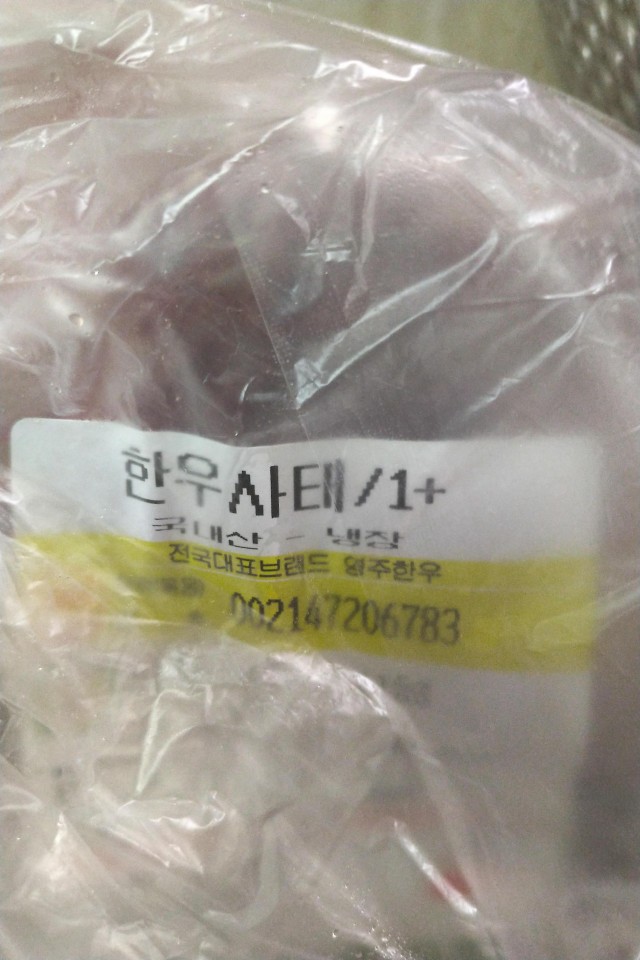 한우사태/1+
국내산 - 냉장
전국대표브랜드 영주한우
002147206783